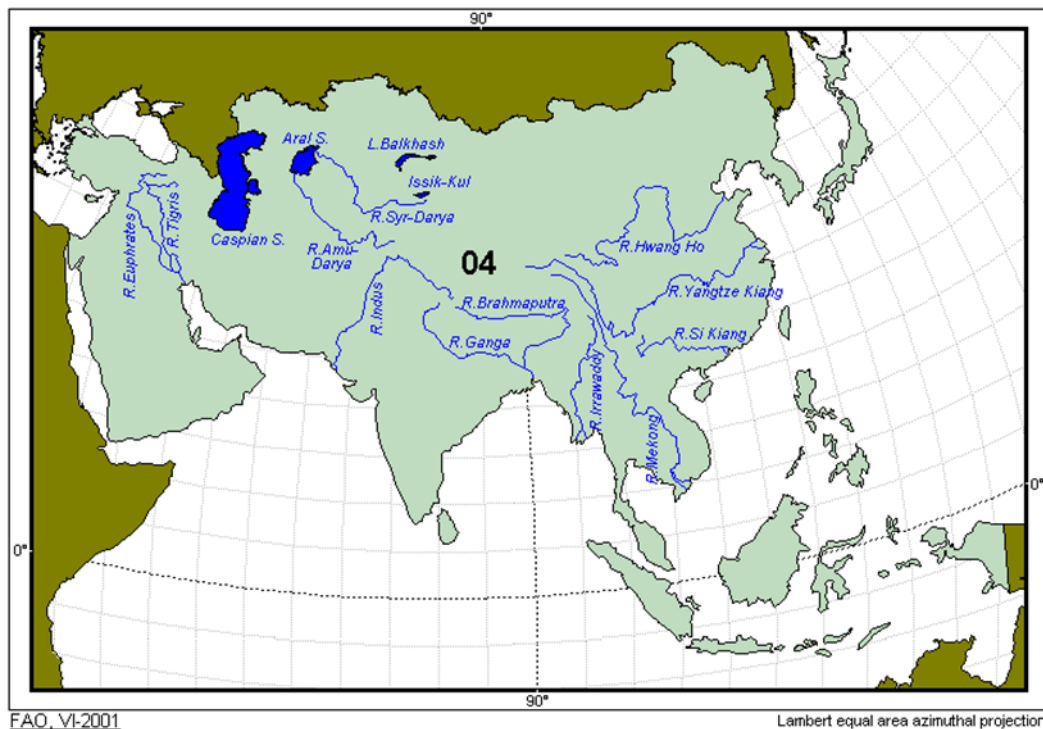 90°
Aral S.
L.Balkhash
Issik-Kul
R.Syr-Darya
R.Tigris
R.Euphrates
Caspian S.
R.Amu-
Darya
04
R.Hwang Ho
R.Indus
R.Brahmaputra
R.Yangtze Kiang
R.Ganga
R.Si Kiang
R.Irrawaddy
R.Mekong
0°
0°
90°
FAO, VI-2001
Lambert equal area azimuthal projection